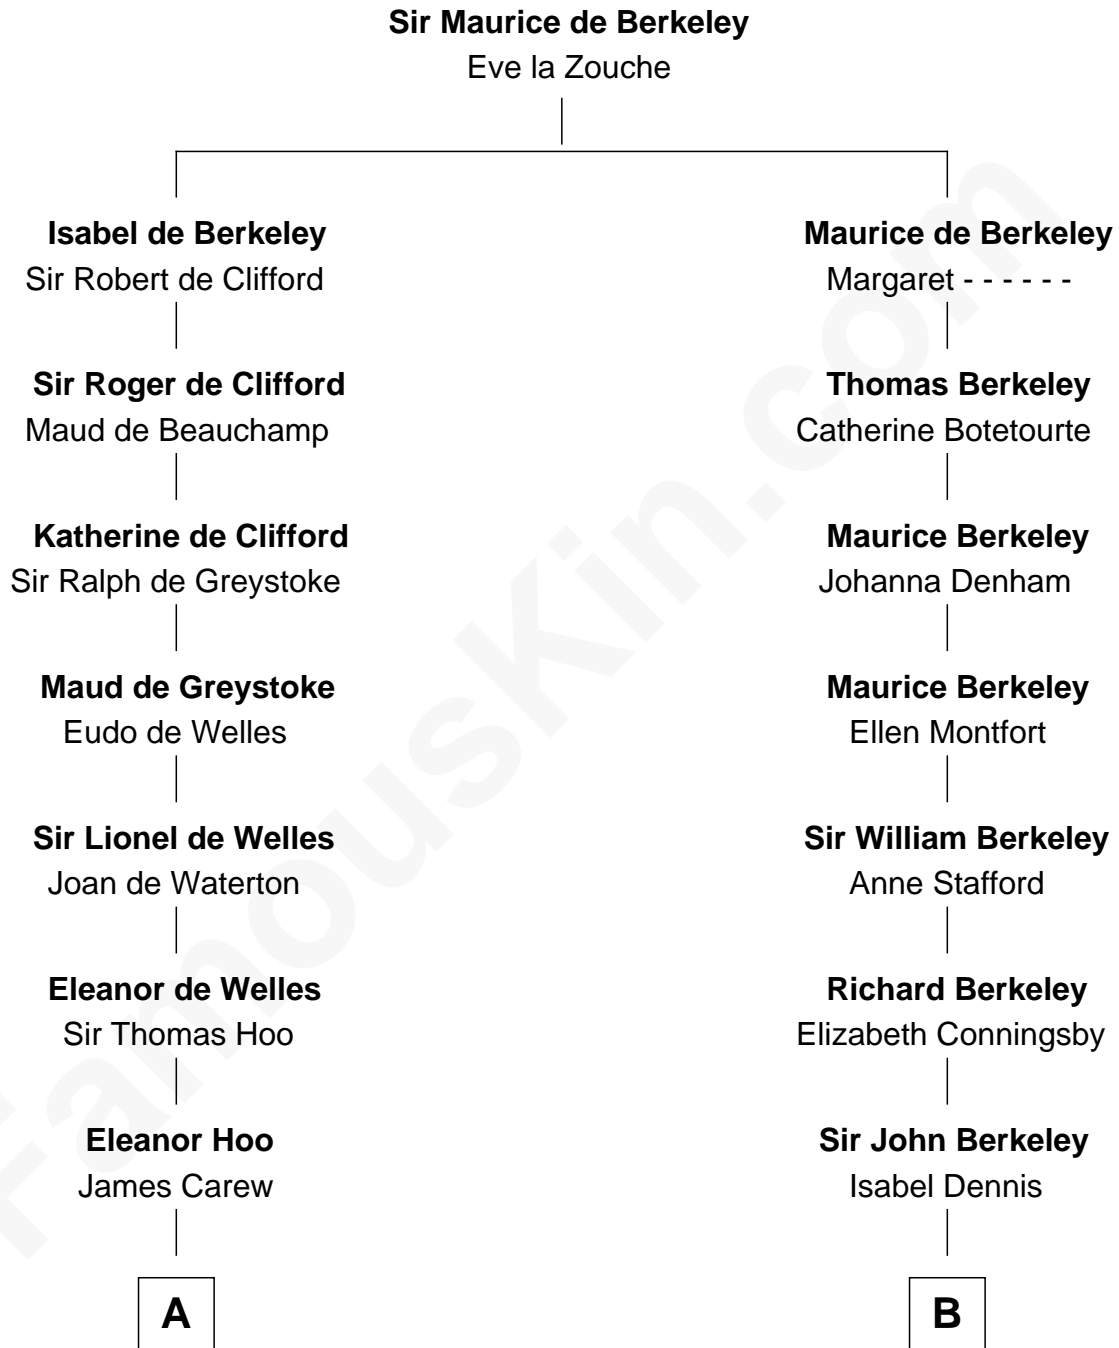 Sir Maurice de Berkeley
Eve la Zouche
Isabel de Berkeley
Sir Robert de Clifford
Maurice de Berkeley
Margaret - - - - - -
Sir Roger de Clifford
Maud de Beauchamp
Thomas Berkeley
Catherine Botetourte
Katherine de Clifford
Sir Ralph de Greystoke
Maurice Berkeley
Johanna Denham
Maud de Greystoke
Eudo de Welles
Maurice Berkeley
Ellen Montfort
Sir Lionel de Welles
Joan de Waterton
Sir William Berkeley
Anne Stafford
Eleanor de Welles
Sir Thomas Hoo
Richard Berkeley
Elizabeth Conningsby
Eleanor Hoo
James Carew
Sir John Berkeley
Isabel Dennis
A
B
FamousKin.com